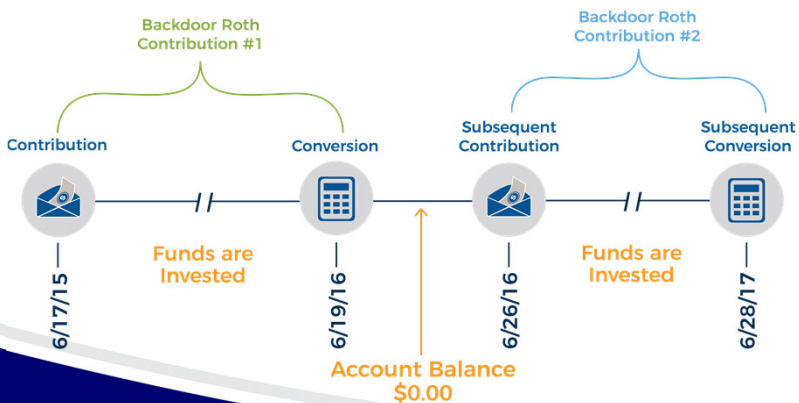 Backdoor Roth
Contribution #1
Backdoor Roth
Contribution #2
Contribution
Conversion
Subsequent
Contribution
Subsequent
Conversion
Funds are
Invested
Funds are
Invested
6/17/15
6/19/16
6/26/16
6/28/17
Account Balance
$0.00